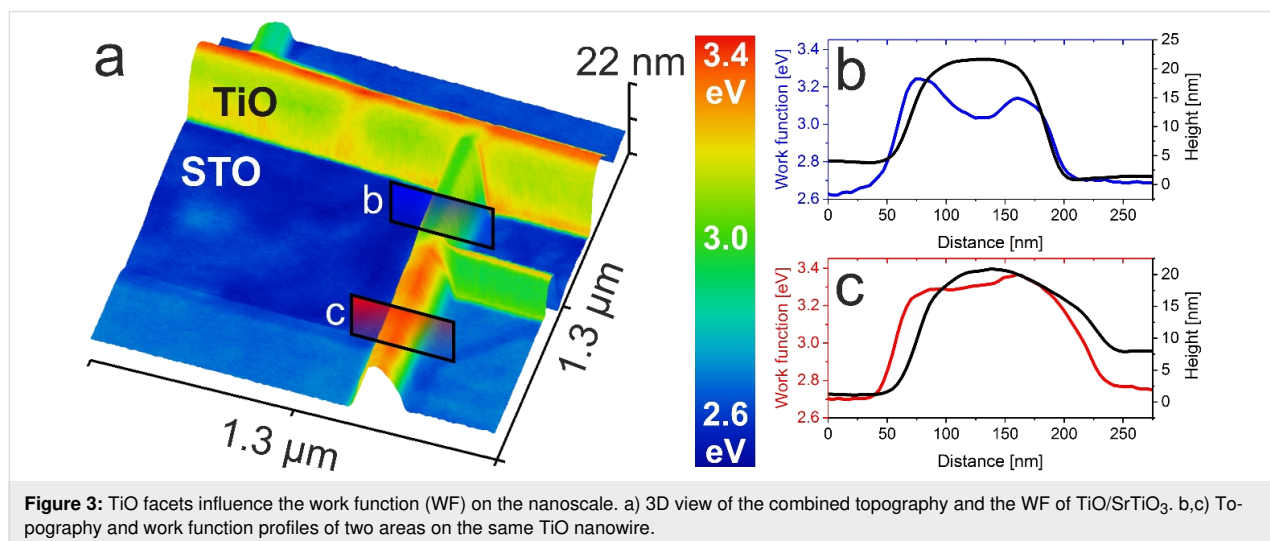 a
TiO
STO
b
c
22 nm
1.3 µm
1.3 µm
3.4
eV
3.0
2.6
eV
b
Work function [eV]
3.4
3.2
3.0
2.8
2.6
0 50 100 150 200 250
Distance [nm]
25
20
15
10
5
0
Height [nm]
c
Work function [eV]
3.4
3.2
3.0
2.8
2.6
0 50 100 150 200 250
Distance [nm]
20
15
10
5
0
Height [nm]
Figure 3: TiO facets influence the work function (WF) on the nanoscale. a) 3D view of the combined topography and the WF of TiO/SrTiO₃. b,c) To-
pography and work function profiles of two areas on the same TiO nanowire.